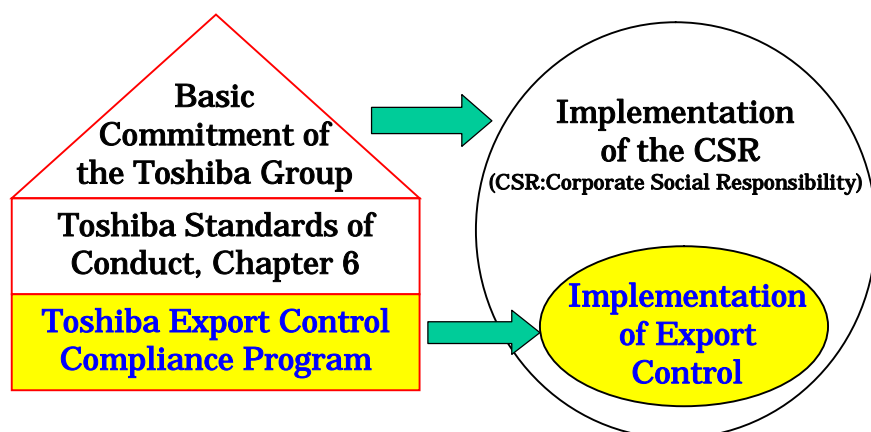 Basic
Commitment of
the Toshiba Group
Toshiba Standards of
Conduct, Chapter 6
Toshiba Export Control
Compliance Program
Implementation
of the CSR
(CSR:Corporate Social Responsibility)
Implementation
of Export
Control